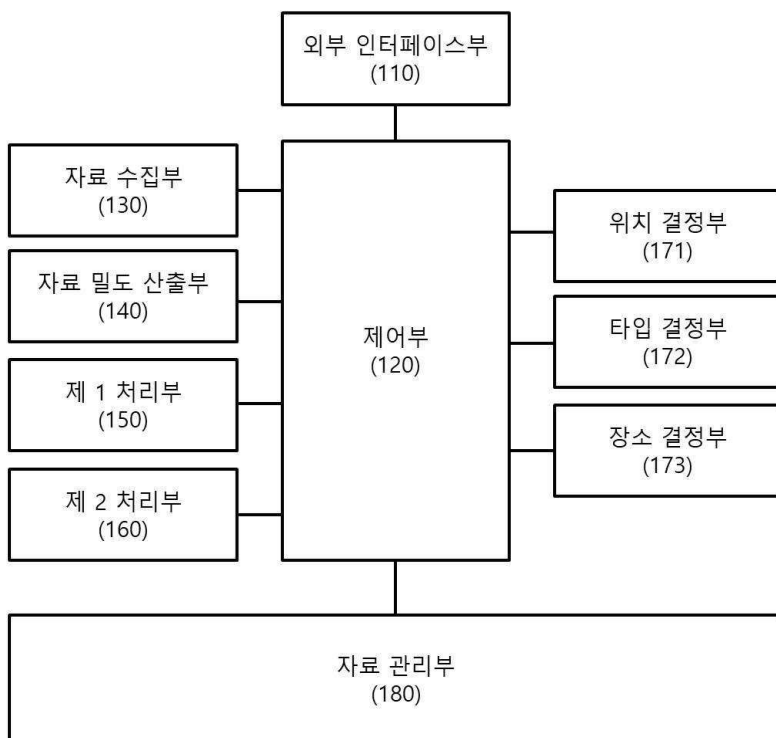 외부 인터페이스부
(110)
자료 수집부
(130)
자료 밀도 산출부
(140)
제 1 처리부
(150)
제 2 처리부
(160)
제어부
(120)
위치 결정부
(171)
타입 결정부
(172)
장소 결정부
(173)
자료 관리부
(180)